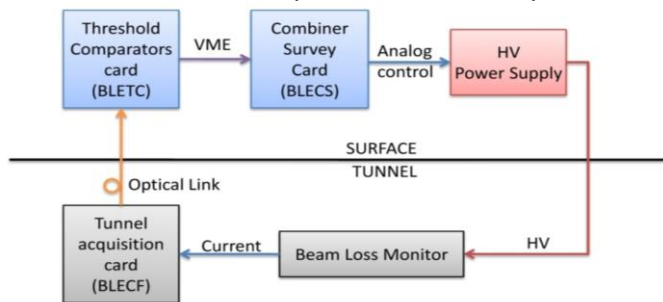 Threshold
Comparators
card
(BLETC)
VME
Combiner
Survey
Card
(BLECS)
Analog
control
HV
Power Supply
SURFACE
TUNNEL
Optical Link
Tunnel
acquisition
card
(BLECF)
Current
Beam Loss Monitor
HV